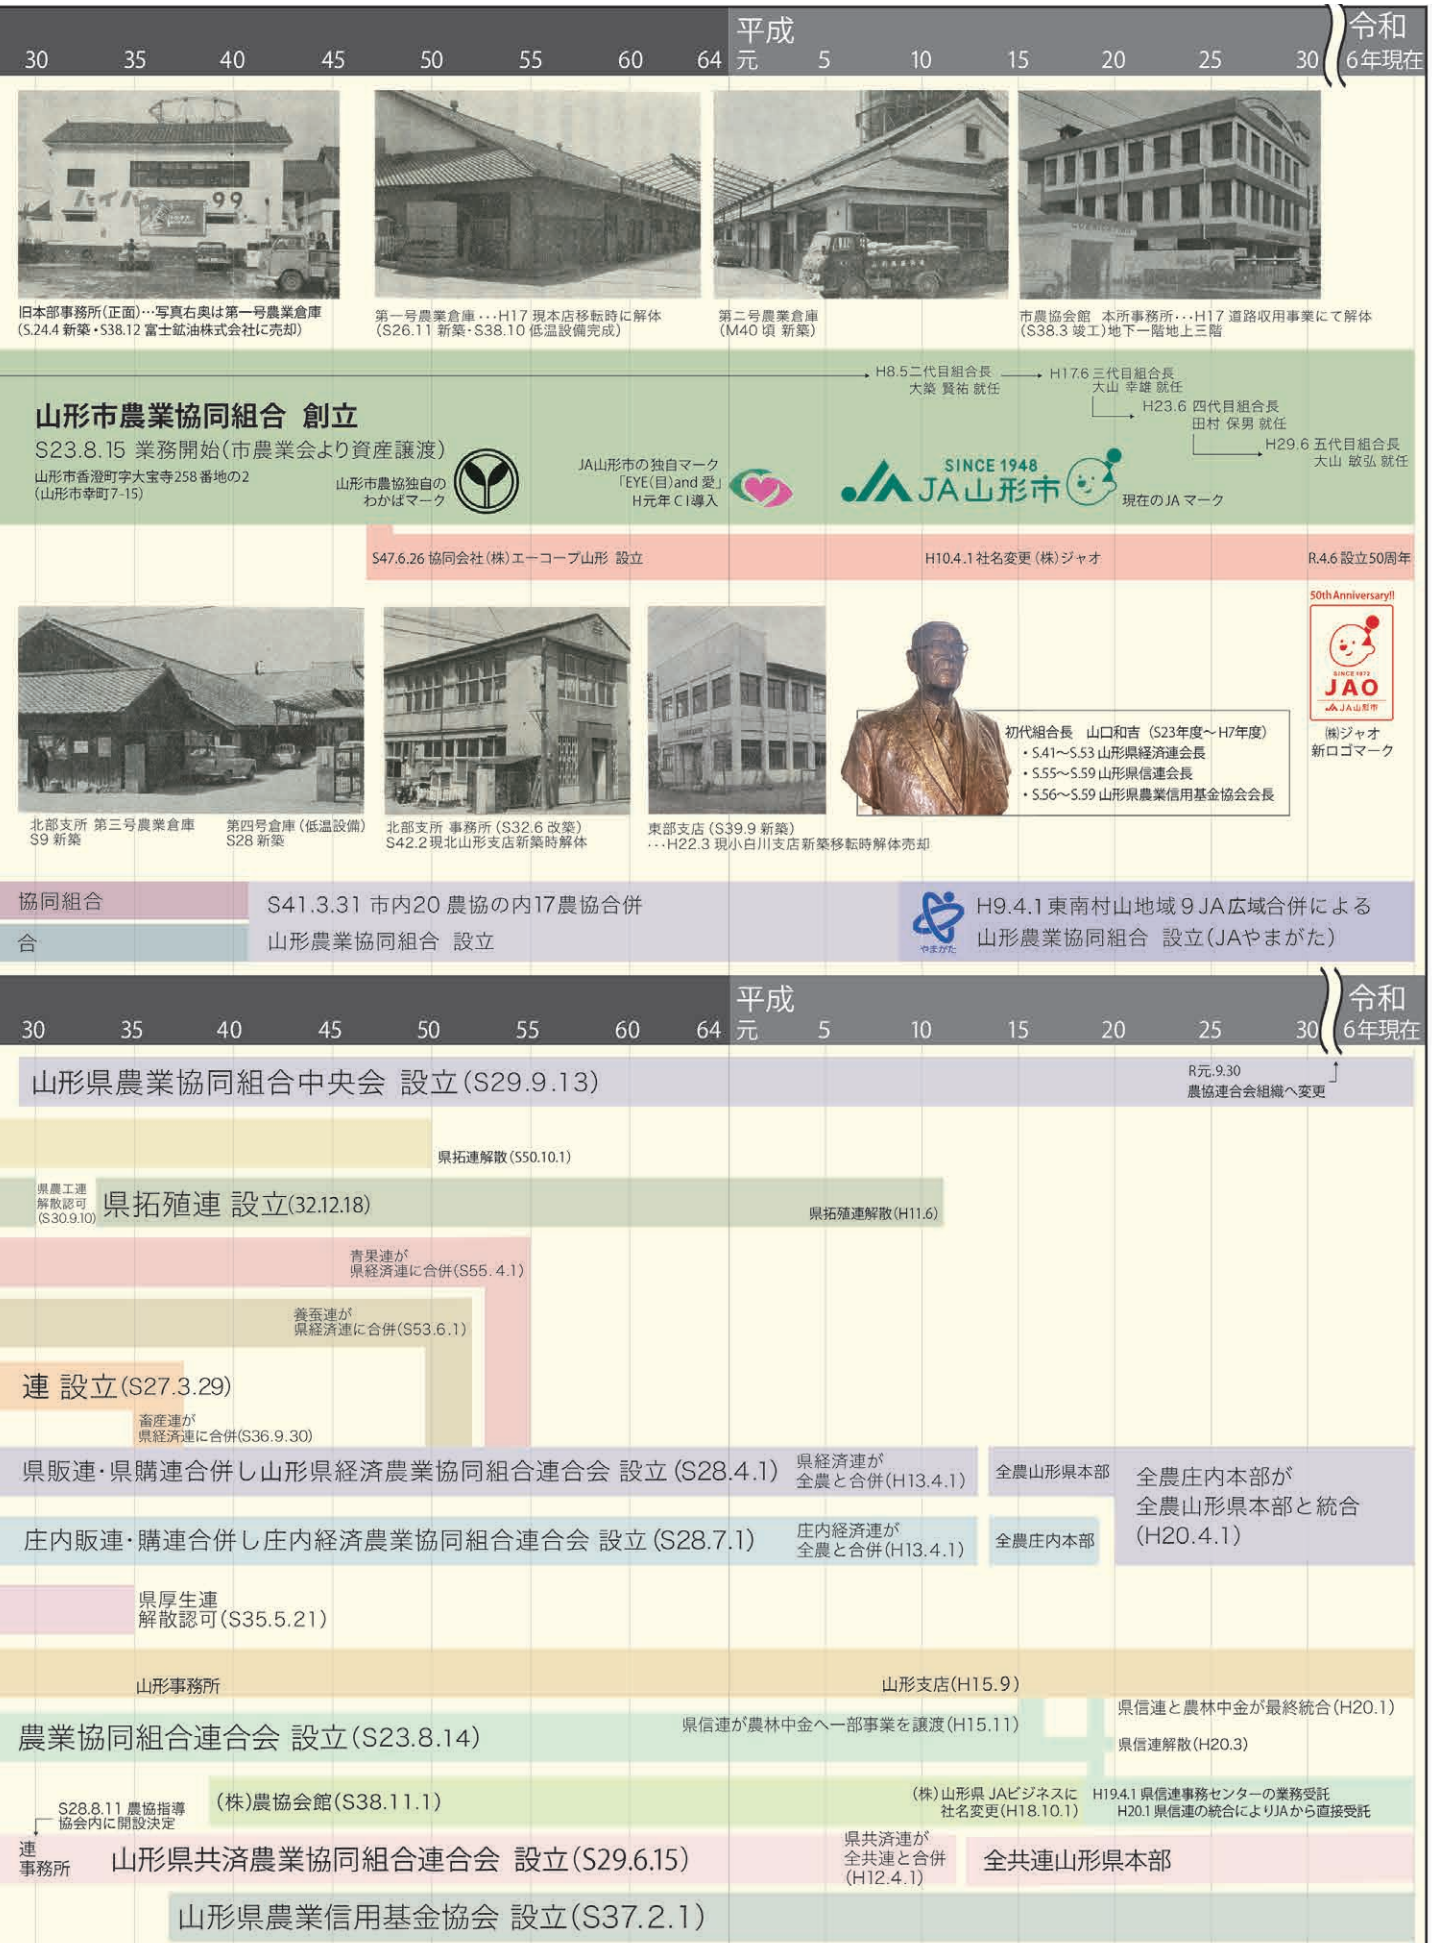 平成
令和
30 35 40 45 50 55 60 64 元 5 10 15 20 25 30 6年現在
ハイパー 99
旧本部事務所(正面)…写真右奥は第一号農業倉庫
(S.24.4 新築・S38.12 富士鉱油株式会社に売却)
第一号農業倉庫・・・H17 現本店移転時に解体
(S26.11 新築・S38.10 低温設備完成)
第二号農業倉庫
(M40 頃 新築)
市農協会館 本所事務所・・・H17 道路収用事業にて解体
(S38.3 竣工)地下一階地上三階
H8.5二代目組合長
大築 賢祐 就任
H17.6 三代目組合長
大山 幸雄 就任
H23.6 四代目組合長
田村 保男 就任
H29.6 五代目組合長
大山 敏弘 就任
山形市農業協同組合 創立
S23.8.15 業務開始(市農業会より資産譲渡)
山形市香澄町字大宝寺258番地の2
(山形市幸町7-15)
山形市農協独自の
わかばマーク
JA山形市の独自マーク
「EYE(目)and 愛」
H元年CI導入
SINCE 1948
JA山形市
現在のJAマーク
S47.6.26 協同会社(株)エーコープ山形 設立
H10.4.1社名変更(株)ジャオ
R.4.6 設立50周年
50th Anniversary!!
SINCE 1972
JAO
JA山形市
㈱ジャオ
新ロゴマーク
初代組合長 山口和吉 (S23年度〜H7年度)
・S.41〜S.53 山形県経済連会長
・S.55〜S.59 山形県信連会長
・S.56〜S.59 山形県農業信用基金協会会長
北部支所 第三号農業倉庫
S9 新築
第四号倉庫(低温設備)
S28 新築
北部支所 事務所(S32.6 改築)
S42.2現北山形支店新築時解体
東部支店(S39.9 新築)
・・・H22.3 現小白川支店新築移転時解体売却
協同組合
合
S41.3.31 市内20 農協の内17農協合併
山形農業協同組合 設立
やまがた
H9.4.1東南村山地域9JA広域合併による
山形農業協同組合 設立(JAやまがた)
平成
令和
30 35 40 45 50 55 60 64 元 5 10 15 20 25 30 6年現在
山形県農業協同組合中央会 設立(S29.9.13)
R元.9.30
農協連合会組織へ変更
県拓連解散(S50.10.1)
県農工連
解散認可
(S30.9.10)
県拓殖連 設立(32.12.18)
県拓殖連解散(H11.6)
青果連が
県経済連に合併(S55.4.1)
養蚕連が
県経済連に合併(S53.6.1)
連 設立(S27.3.29)
畜産連が
県経済連に合併(S36.9.30)
県販連・県購連合併し山形県経済農業協同組合連合会 設立(S28.4.1)
県経済連が
全農と合併(H13.4.1)
全農山形県本部
全農庄内本部が
全農山形県本部と統合
(H20.4.1)
庄内販連・購連合併し庄内経済農業協同組合連合会 設立(S28.7.1)
庄内経済連が
全農と合併(H13.4.1)
全農庄内本部
県厚生連
解散認可(S35.5.21)
山形事務所
山形支店(H15.9)
農業協同組合連合会 設立(S23.8.14)
県信連が農林中金へ一部事業を譲渡(H15.11)
県信連と農林中金が最終統合(H20.1)
県信連解散(H20.3)
S28.8.11 農協指導
協会内に開設決定
(株)農協会館(S38.11.1)
(株)山形県 JAビジネスに
社名変更(H18.10.1)
H19.4.1 県信連事務センターの業務受託
H20.1 県信連の統合によりJAから直接受託
連
事務所
山形県共済農業協同組合連合会 設立(S29.6.15)
県共済連が
全共連と合併
(H12.4.1)
全共連山形県本部
山形県農業信用基金協会 設立(S37.2.1)